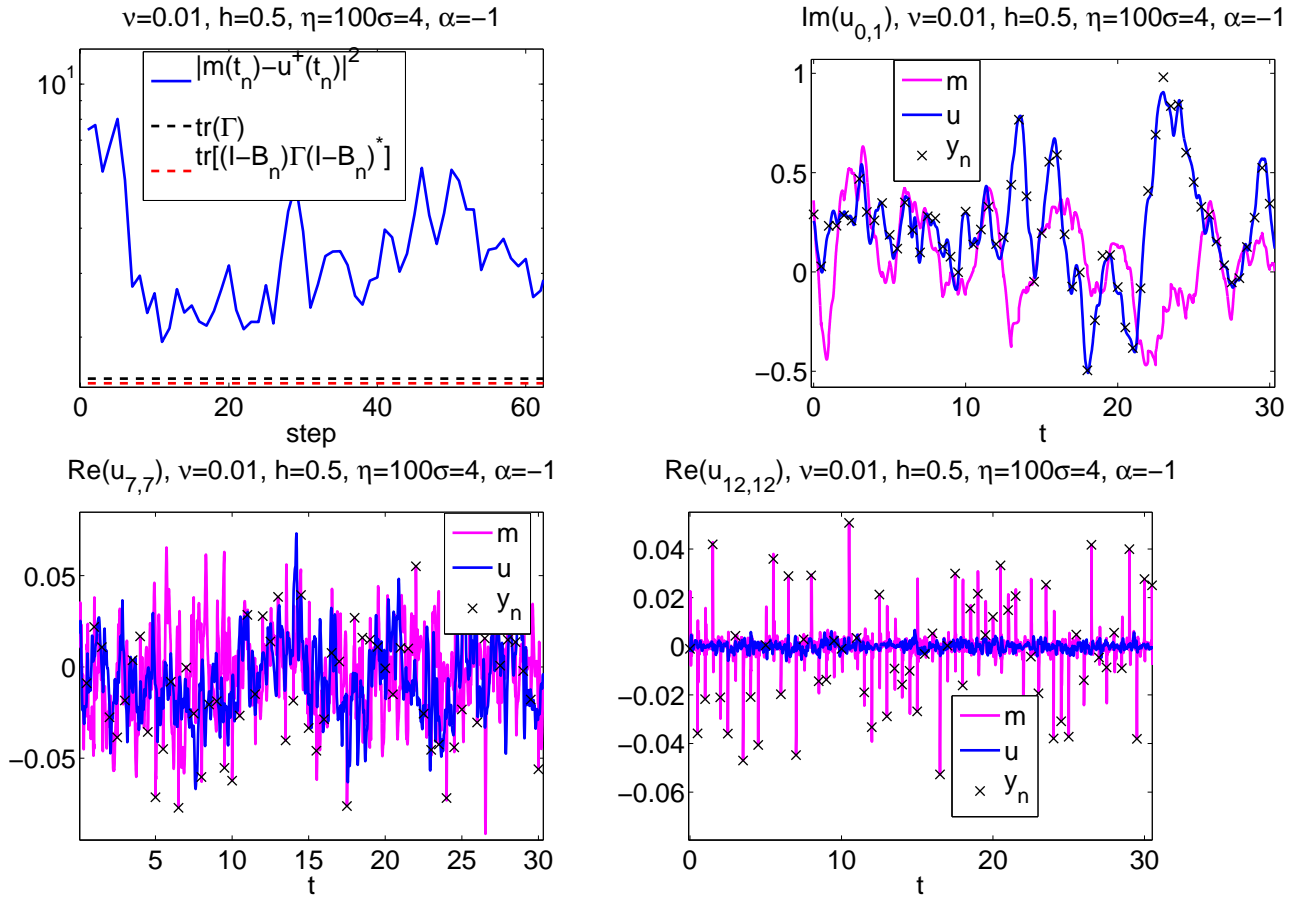 ν=0.01, h=0.5, η=100σ=4, α=−1
10^1
|m(t_n)−u^+(t_n)|^2
tr(Γ)
tr[(I−B_n)Γ(I−B_n)^*]
0 20 40 60
step
Im(u_{0,1}), ν=0.01, h=0.5, η=100σ=4, α=−1
1
0.5
0
−0.5
m
u
y_n
0 10 20 30
t
Re(u_{7,7}), ν=0.01, h=0.5, η=100σ=4, α=−1
0.05
0
−0.05
m
u
y_n
5 10 15 20 25 30
t
Re(u_{12,12}), ν=0.01, h=0.5, η=100σ=4, α=−1
0.04
0.02
0
−0.02
−0.04
−0.06
m
u
y_n
0 10 20 30
t